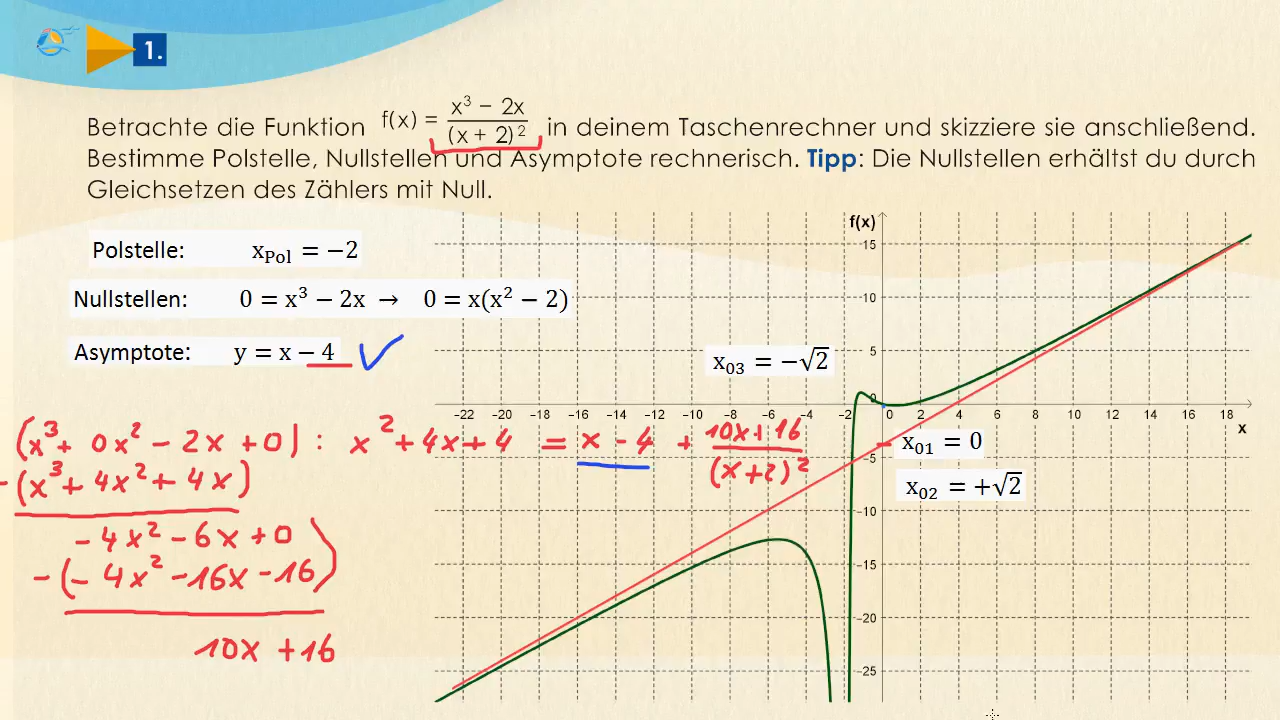 1.
Betrachte die Funktion f(x) = (x³ − 2x)/(x + 2)² in deinem Taschenrechner und skizziere sie anschließend.
Bestimme Polstelle, Nullstellen und Asymptote rechnerisch. Tipp: Die Nullstellen erhältst du durch
Gleichsetzen des Zählers mit Null.
Polstelle: x_Pol = −2
Nullstellen: 0 = x³ − 2x → 0 = x(x² − 2)
Asymptote: y = x − 4
(x³ + 0x² − 2x + 0) : x² + 4x + 4 = x − 4 + (10x + 16)/(x+2)²
−(x³ + 4x² + 4x)
−4x² − 6x + 0
−(−4x² − 16x − 16)
10x + 16
f(x)
15
10
5
0
−5
−10
−15
−20
−25
−22 −20 −18 −16 −14 −12 −10 −8 −6 −4 −2 0 2 4 6 8 10 12 14 16 18
x
x₀₃ = −√2
x₀₁ = 0
x₀₂ = +√2